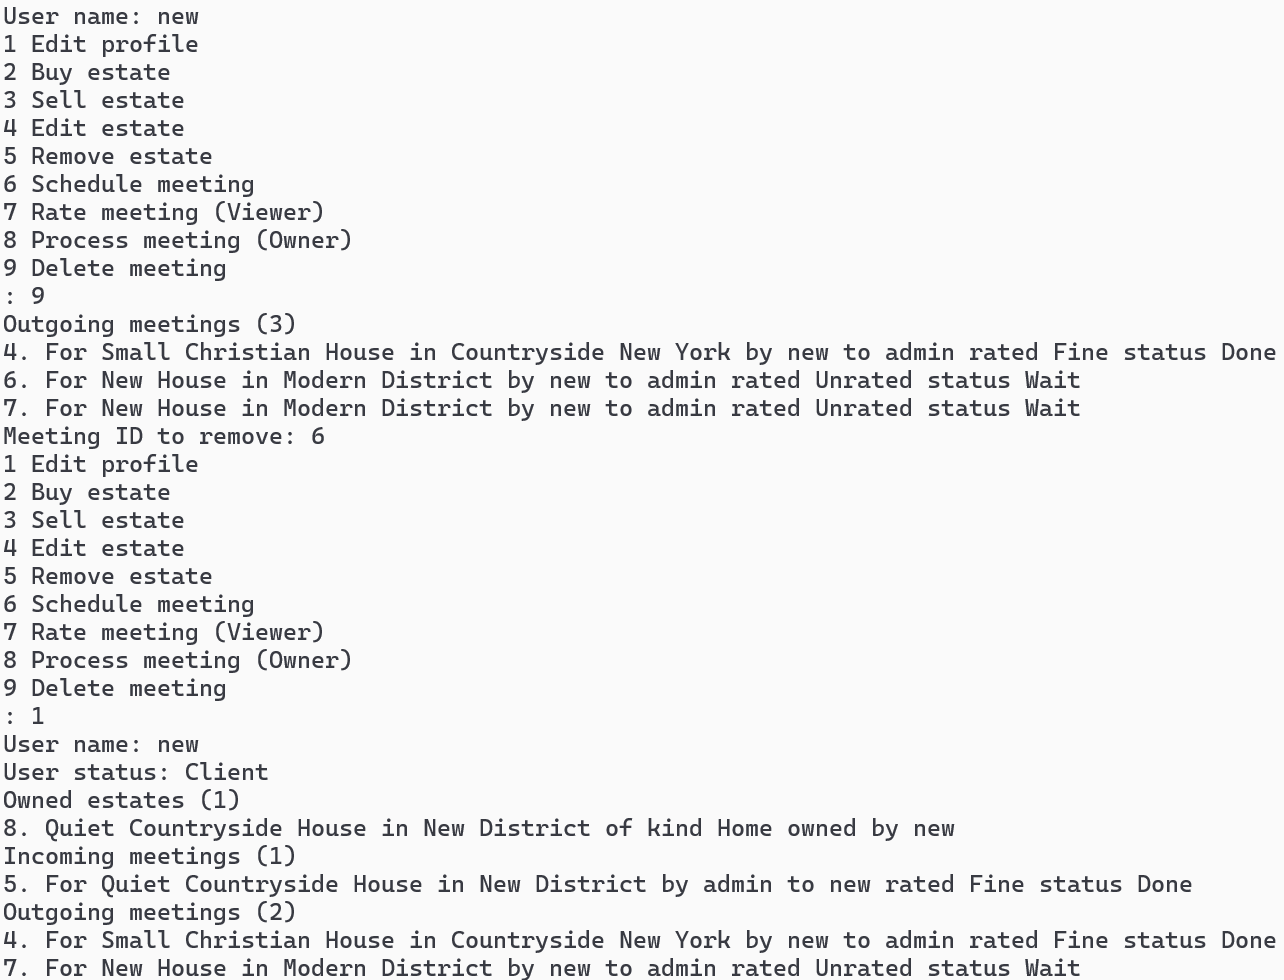 User name: new
1 Edit profile
2 Buy estate
3 Sell estate
4 Edit estate
5 Remove estate
6 Schedule meeting
7 Rate meeting (Viewer)
8 Process meeting (Owner)
9 Delete meeting
: 9
Outgoing meetings (3)
4. For Small Christian House in Countryside New York by new to admin rated Fine status Done
6. For New House in Modern District by new to admin rated Unrated status Wait
7. For New House in Modern District by new to admin rated Unrated status Wait
Meeting ID to remove: 6
1 Edit profile
2 Buy estate
3 Sell estate
4 Edit estate
5 Remove estate
6 Schedule meeting
7 Rate meeting (Viewer)
8 Process meeting (Owner)
9 Delete meeting
: 1
User name: new
User status: Client
Owned estates (1)
8. Quiet Countryside House in New District of kind Home owned by new
Incoming meetings (1)
5. For Quiet Countryside House in New District by admin to new rated Fine status Done
Outgoing meetings (2)
4. For Small Christian House in Countryside New York by new to admin rated Fine status Done
7. For New House in Modern District by new to admin rated Unrated status Wait